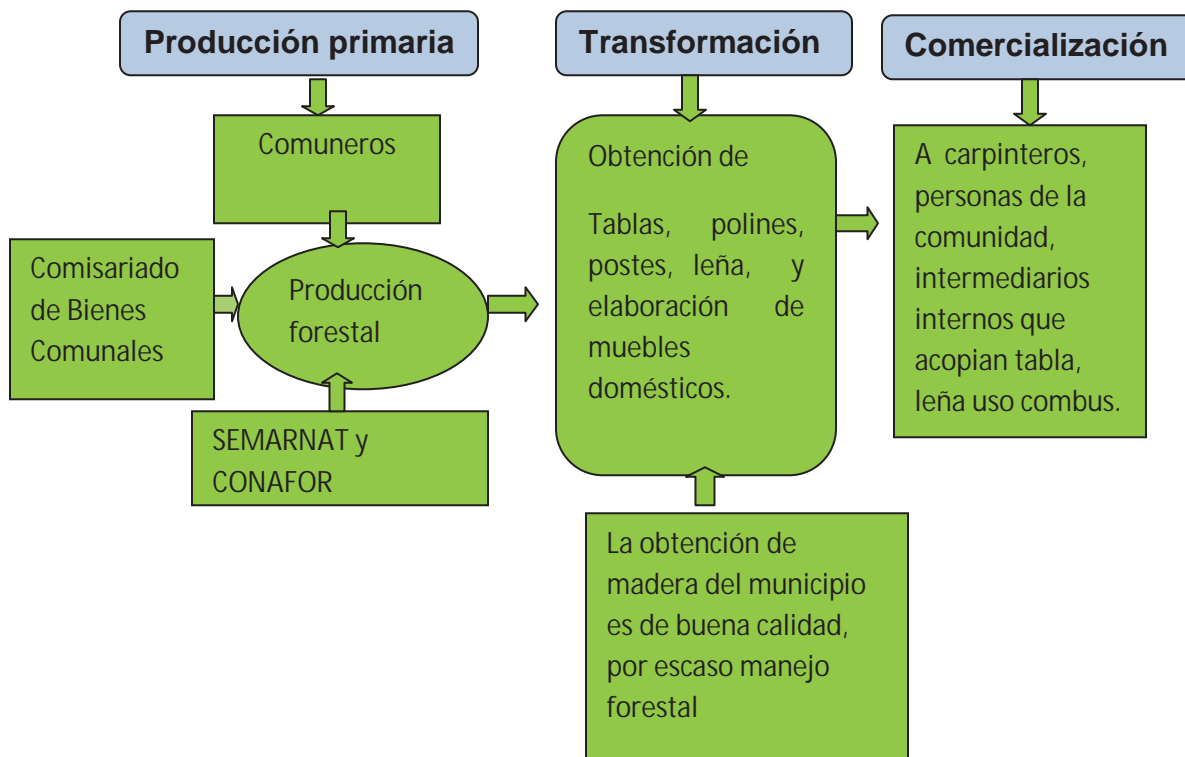 Producción primaria
Transformación
Comercialización
Comuneros
Comisariado
de Bienes
Comunales
Producción
forestal
SEMARNAT y
CONAFOR
Obtención de
Tablas, polines,
postes, leña, y
elaboración de
muebles
domésticos.
La obtención de
madera del municipio
es de buena calidad,
por escaso manejo
forestal
A carpinteros,
personas de la
comunidad,
intermediarios
internos que
acopian tabla,
leña uso combus.